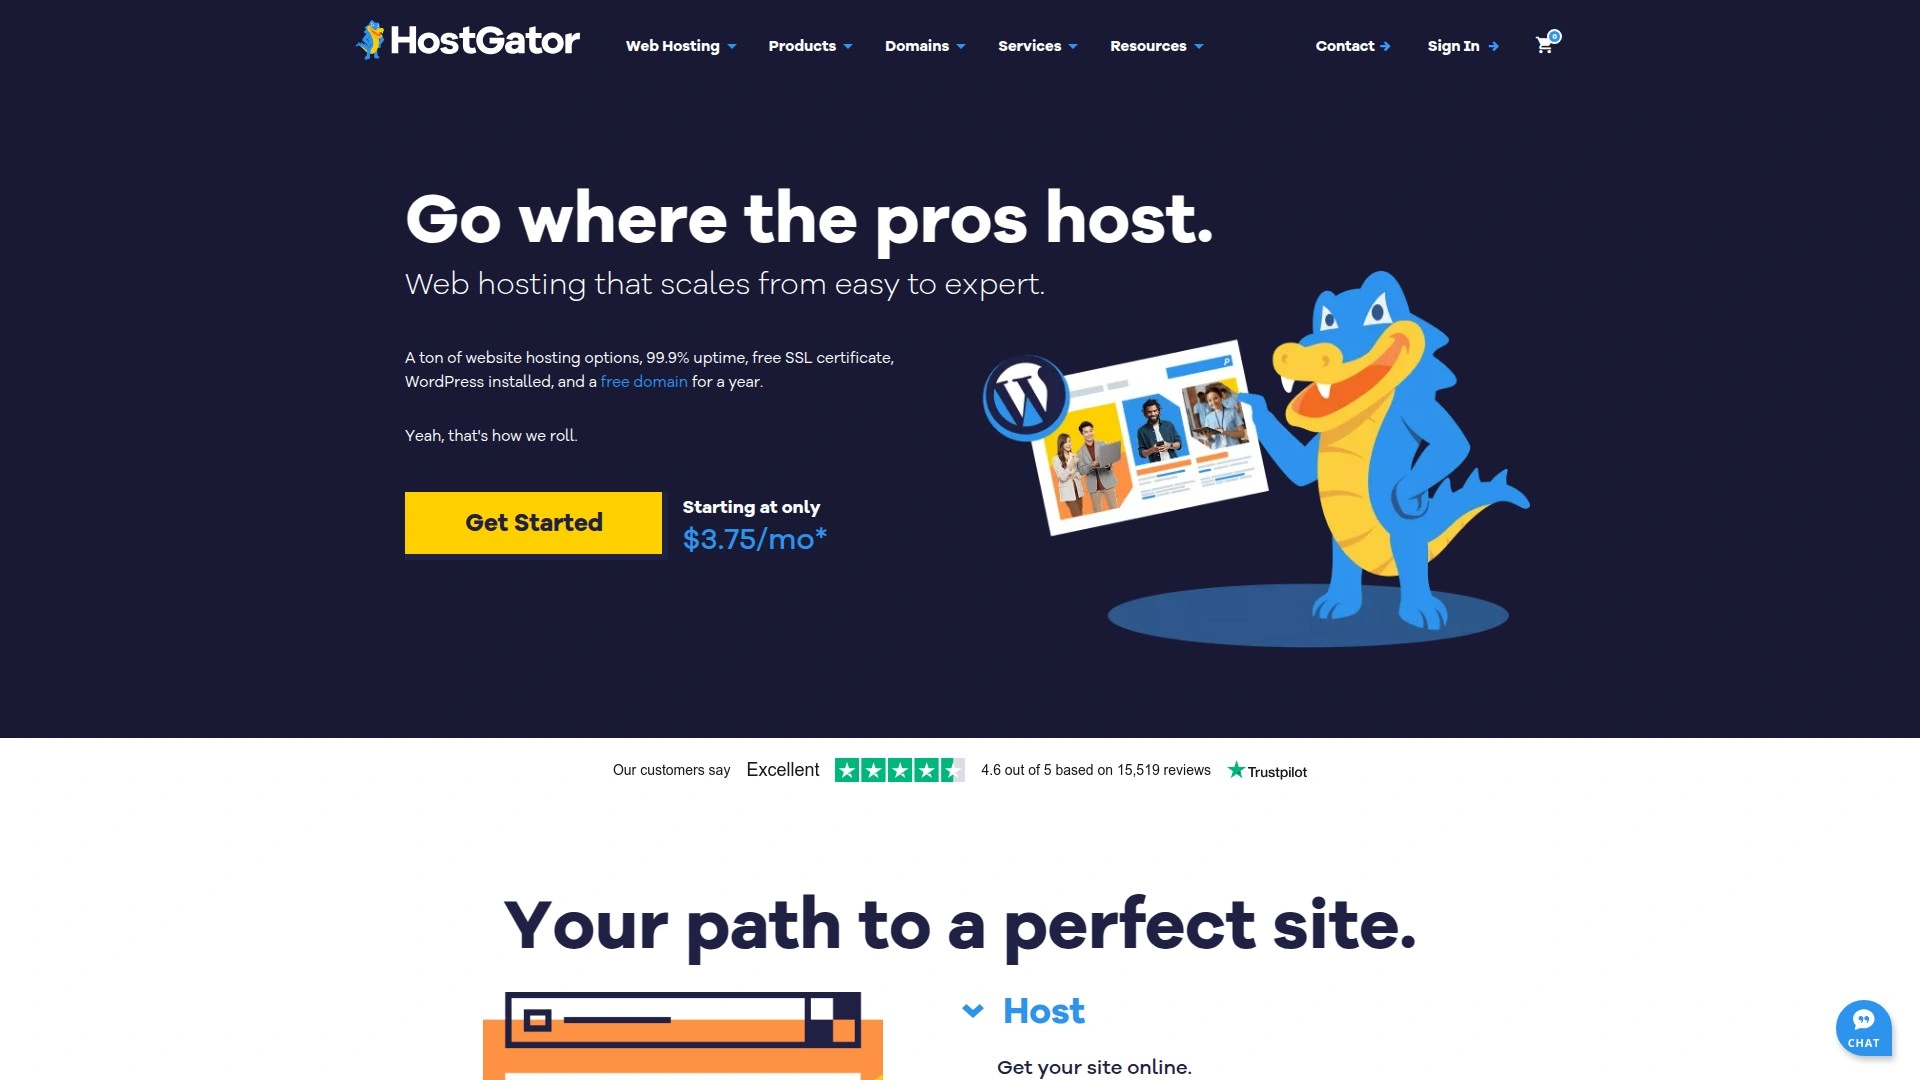 HostGator
Web Hosting
Products
Domains
Services
Resources
Contact
Sign In
0
Go where the pros host.
Web hosting that scales from easy to expert.
A ton of website hosting options, 99.9% uptime, free SSL certificate,
WordPress installed, and a free domain for a year.
Yeah, that's how we roll.
Get Started
Starting at only
$3.75/mo*
Our customers say Excellent 4.6 out of 5 based on 15,519 reviews Trustpilot
Your path to a perfect site.
Host
Get your site online.
CHAT